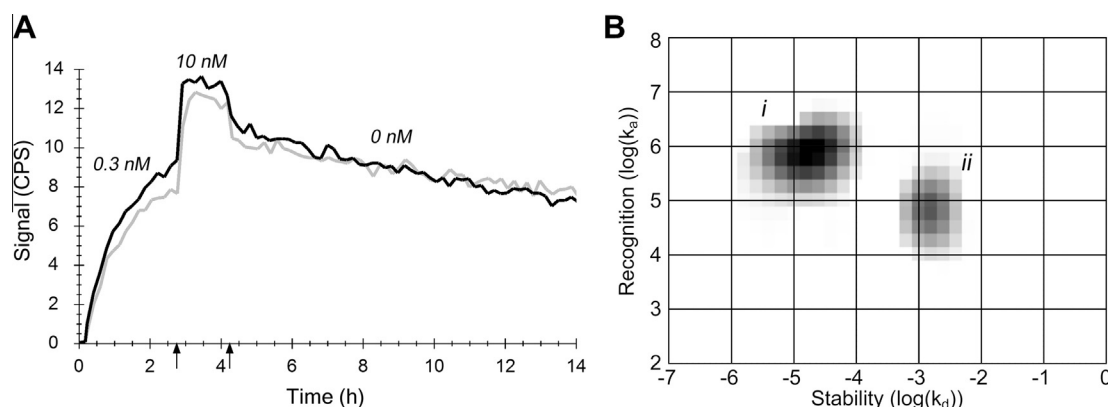 A
14
12
10
8
6
4
2
0
Signal (CPS)
0.3 nM
10 nM
0 nM
0 2 4 6 8 10 12 14
Time (h)
B
8
7
6
5
4
3
2
Recognition (log(kₐ))
i
ii
-7 -6 -5 -4 -3 -2 -1 0
Stability (log(k_d))